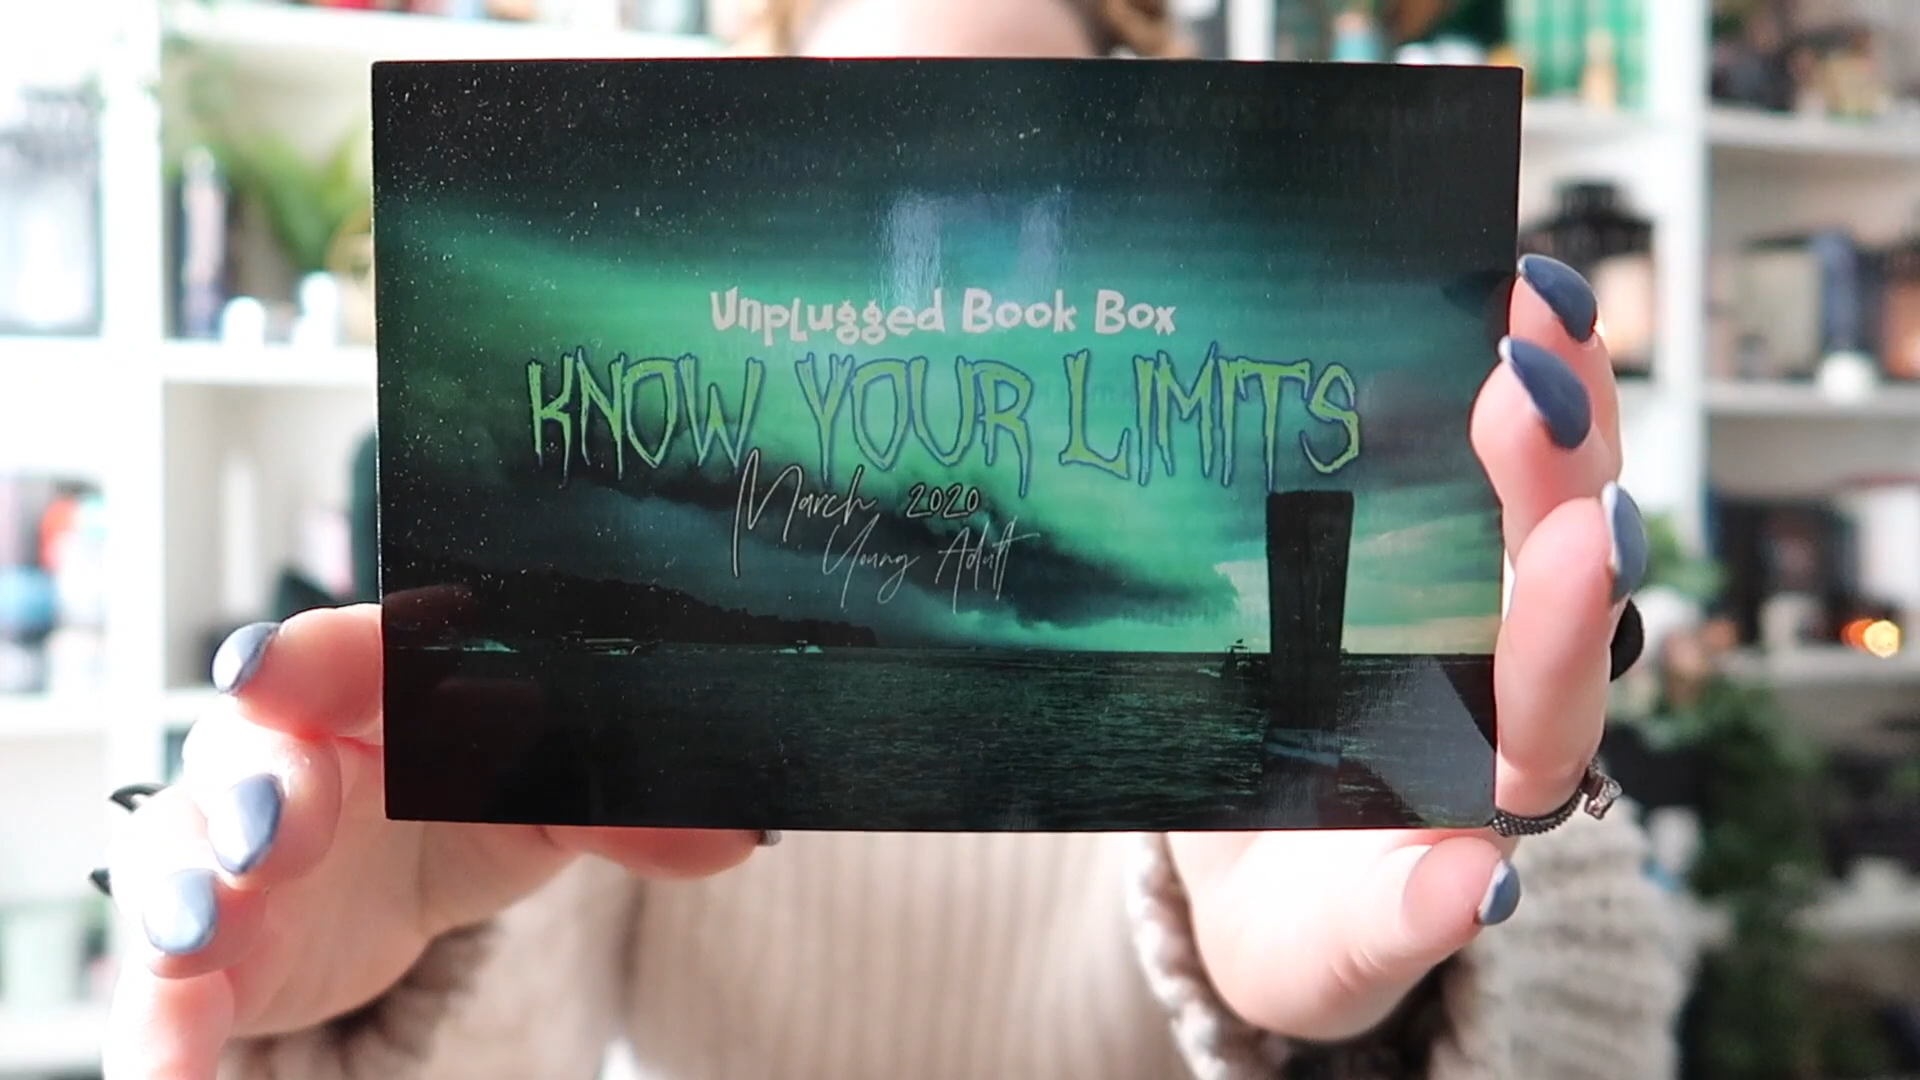 Unplugged Book Box
KNOW YOUR LIMITS
March 2020
Young Adult